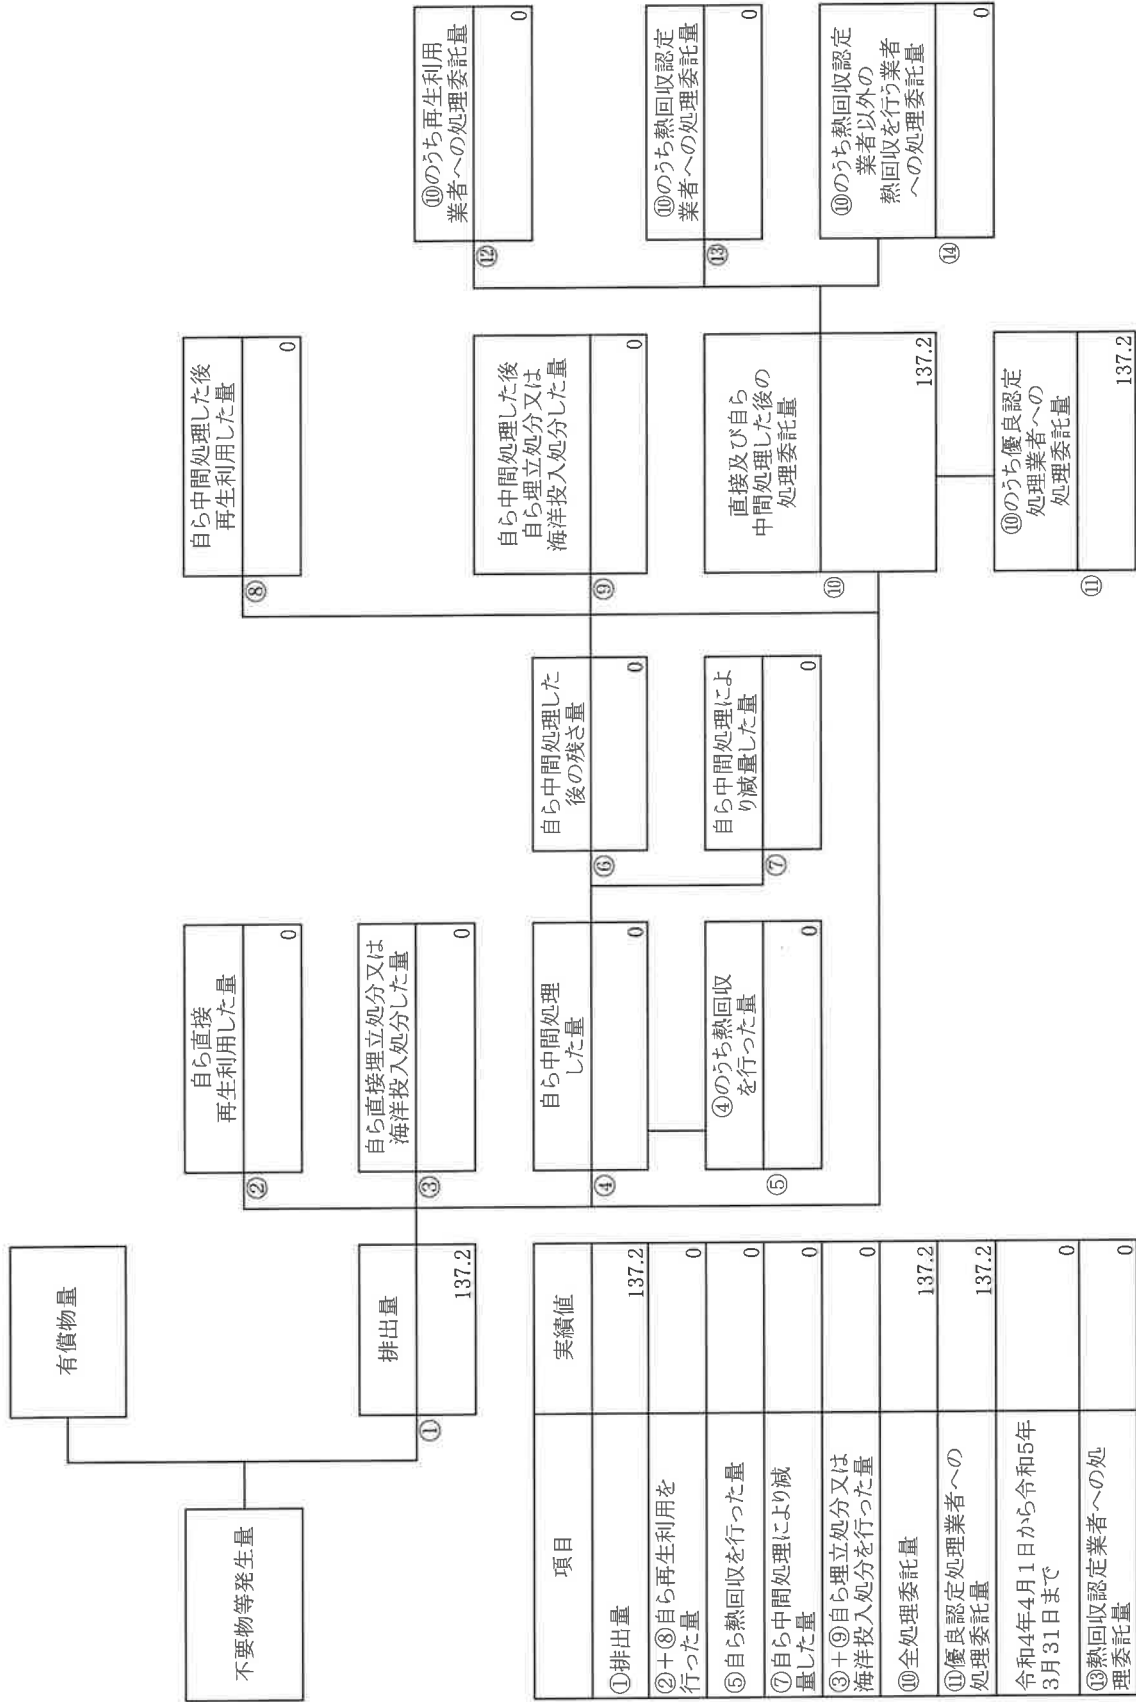 不要物等発生量
有償物量
①
排出量
137.2
②
自ら直接
再生利用した量
0
③
自ら直接埋立処分又は
海洋投入処分した量
0
④
自ら中間処理
した量
0
⑤
④のうち熱回収
を行った量
0
⑥
自ら中間処理した
後の残さ量
0
⑦
自ら中間処理によ
り減量した量
0
⑧
自ら中間処理した後
再生利用した量
0
⑨
自ら中間処理した後
自ら埋立処分又は
海洋投入処分した量
0
⑩
直接及び自ら
中間処理した後の
処理委託量
137.2
⑪
⑩のうち優良認定
処理業者への
処理委託量
137.2
⑫
⑩のうち再生利用
業者への処理委託量
0
⑬
⑩のうち熱回収認定
業者への処理委託量
0
⑭
⑩のうち熱回収認定
業者以外の
熱回収を行う業者
への処理委託量
0
項目 実績値
①排出量 137.2
②+⑧自ら再生利用を
行った量 0
⑤自ら熱回収を行った量 0
⑦自ら中間処理により減
量した量 0
③+⑨自ら埋立処分又は
海洋投入処分を行った量 0
⑩全処理委託量 137.2
⑪優良認定処理業者への
処理委託量 137.2
令和4年4月1日から令和5年
3月31日まで 0
⑬熱回収認定業者への処
理委託量 0